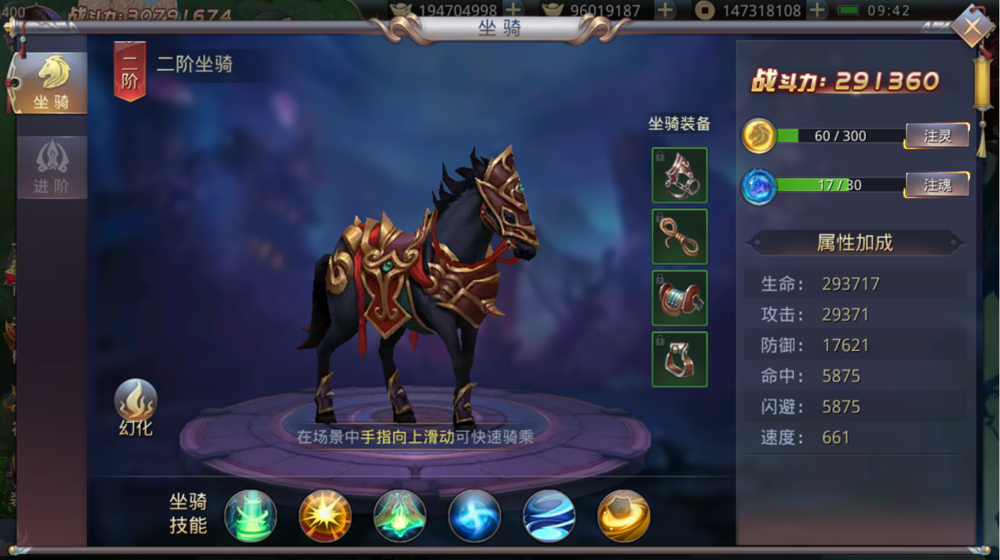 400
战斗力:30791674
194704998
96019187
147318108
09:42
坐骑
坐骑
进阶
二阶
二阶坐骑
坐骑装备
幻化
在场景中手指向上滑动可快速骑乘
坐骑
技能
战斗力: 291360
60 / 300
注灵
17 / 30
注魂
属性加成
生命: 293717
攻击: 29371
防御: 17621
命中: 5875
闪避: 5875
速度: 661